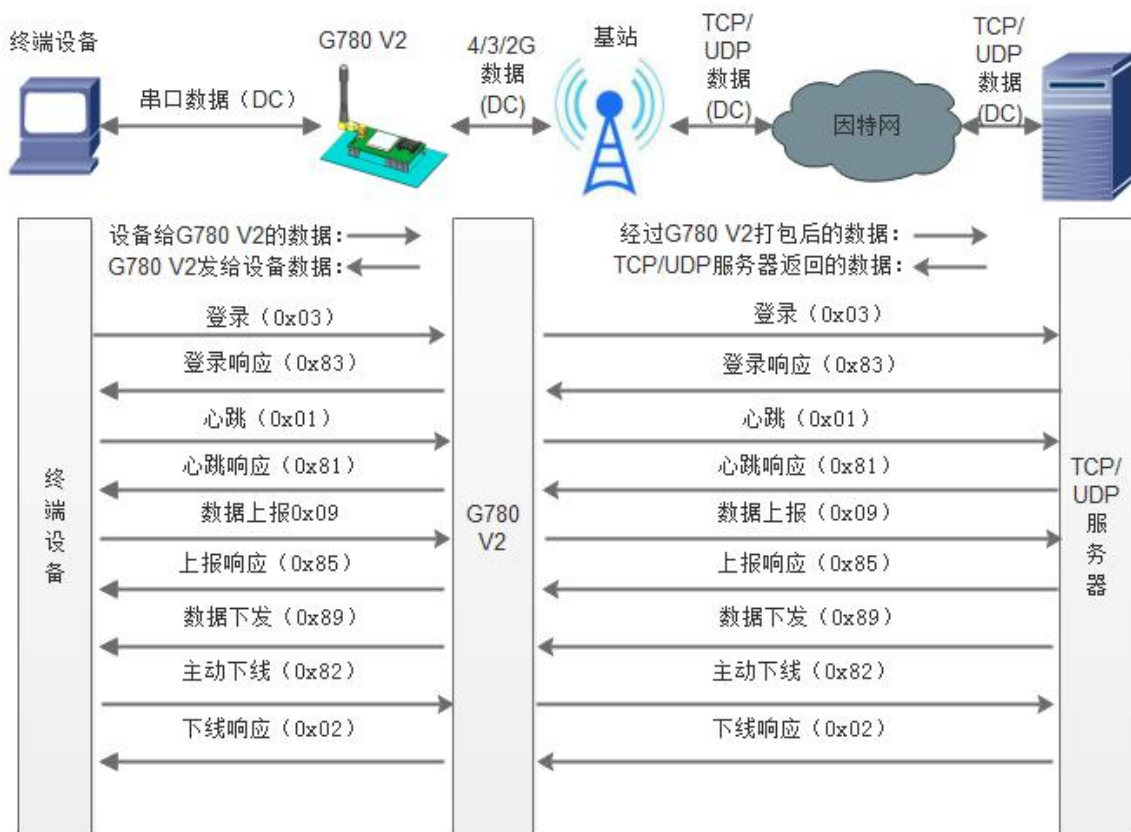 终端设备
G780 V2
基站
串口数据（DC）
4/3/2G
数据
(DC)
TCP/
UDP
数据
(DC)
因特网
TCP/
UDP
数据
(DC)
设备给G780 V2的数据：
G780 V2发给设备数据：
经过G780 V2打包后的数据：
TCP/UDP服务器返回的数据：
登录（0x03）
登录（0x03）
登录响应（0x83）
登录响应（0x83）
心跳（0x01）
心跳（0x01）
心跳响应（0x81）
心跳响应（0x81）
数据上报0x09
数据上报（0x09）
上报响应（0x85）
上报响应（0x85）
数据下发（0x89）
数据下发（0x89）
主动下线（0x82）
主动下线（0x82）
下线响应（0x02）
下线响应（0x02）
终
端
设
备
G780
V2
TCP/
UDP
服
务
器